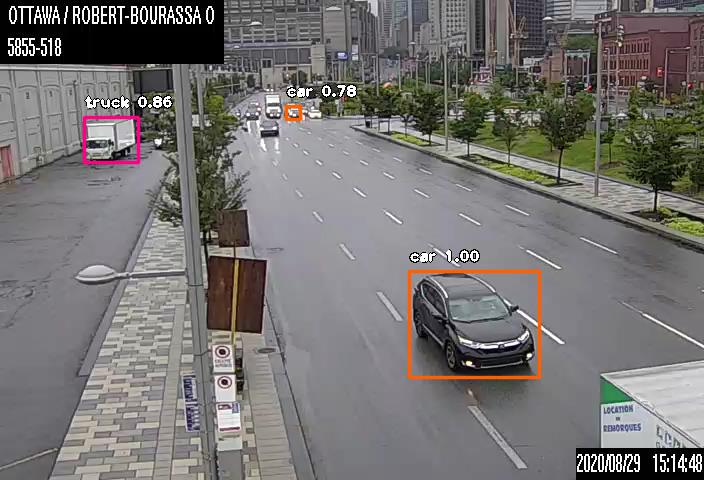 OTTAWA / ROBERT-BOURASSA O
5855-518
truck 0.86
car 0.78
car 1.00
LOCATION
REMORQUES
2020/08/29 15:14:48